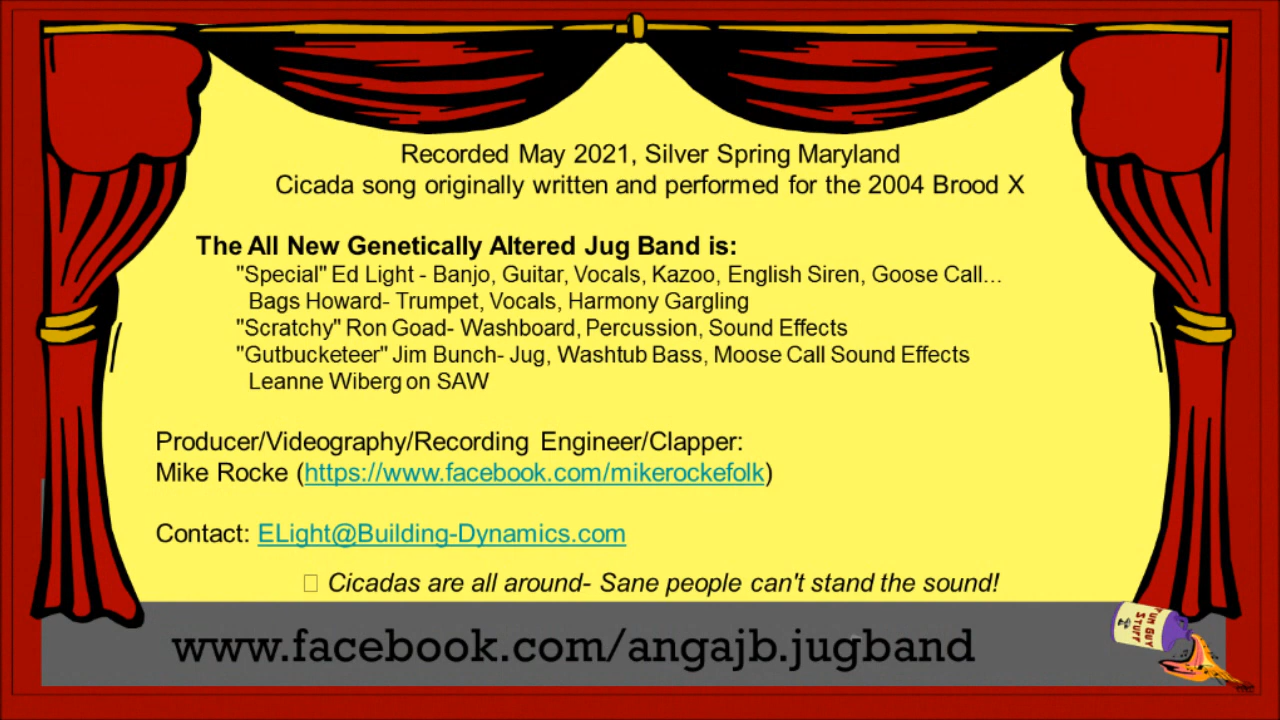 Recorded May 2021, Silver Spring Maryland
Cicada song originally written and performed for the 2004 Brood X
The All New Genetically Altered Jug Band is:
"Special" Ed Light - Banjo, Guitar, Vocals, Kazoo, English Siren, Goose Call...
Bags Howard- Trumpet, Vocals, Harmony Gargling
"Scratchy" Ron Goad- Washboard, Percussion, Sound Effects
"Gutbucketeer" Jim Bunch- Jug, Washtub Bass, Moose Call Sound Effects
Leanne Wiberg on SAW
Producer/Videography/Recording Engineer/Clapper:
Mike Rocke (https://www.facebook.com/mikerockefolk)
Contact: ELight@Building-Dynamics.com
Cicadas are all around- Sane people can't stand the sound!
www.facebook.com/angajb.jugband
GUY
STUFF